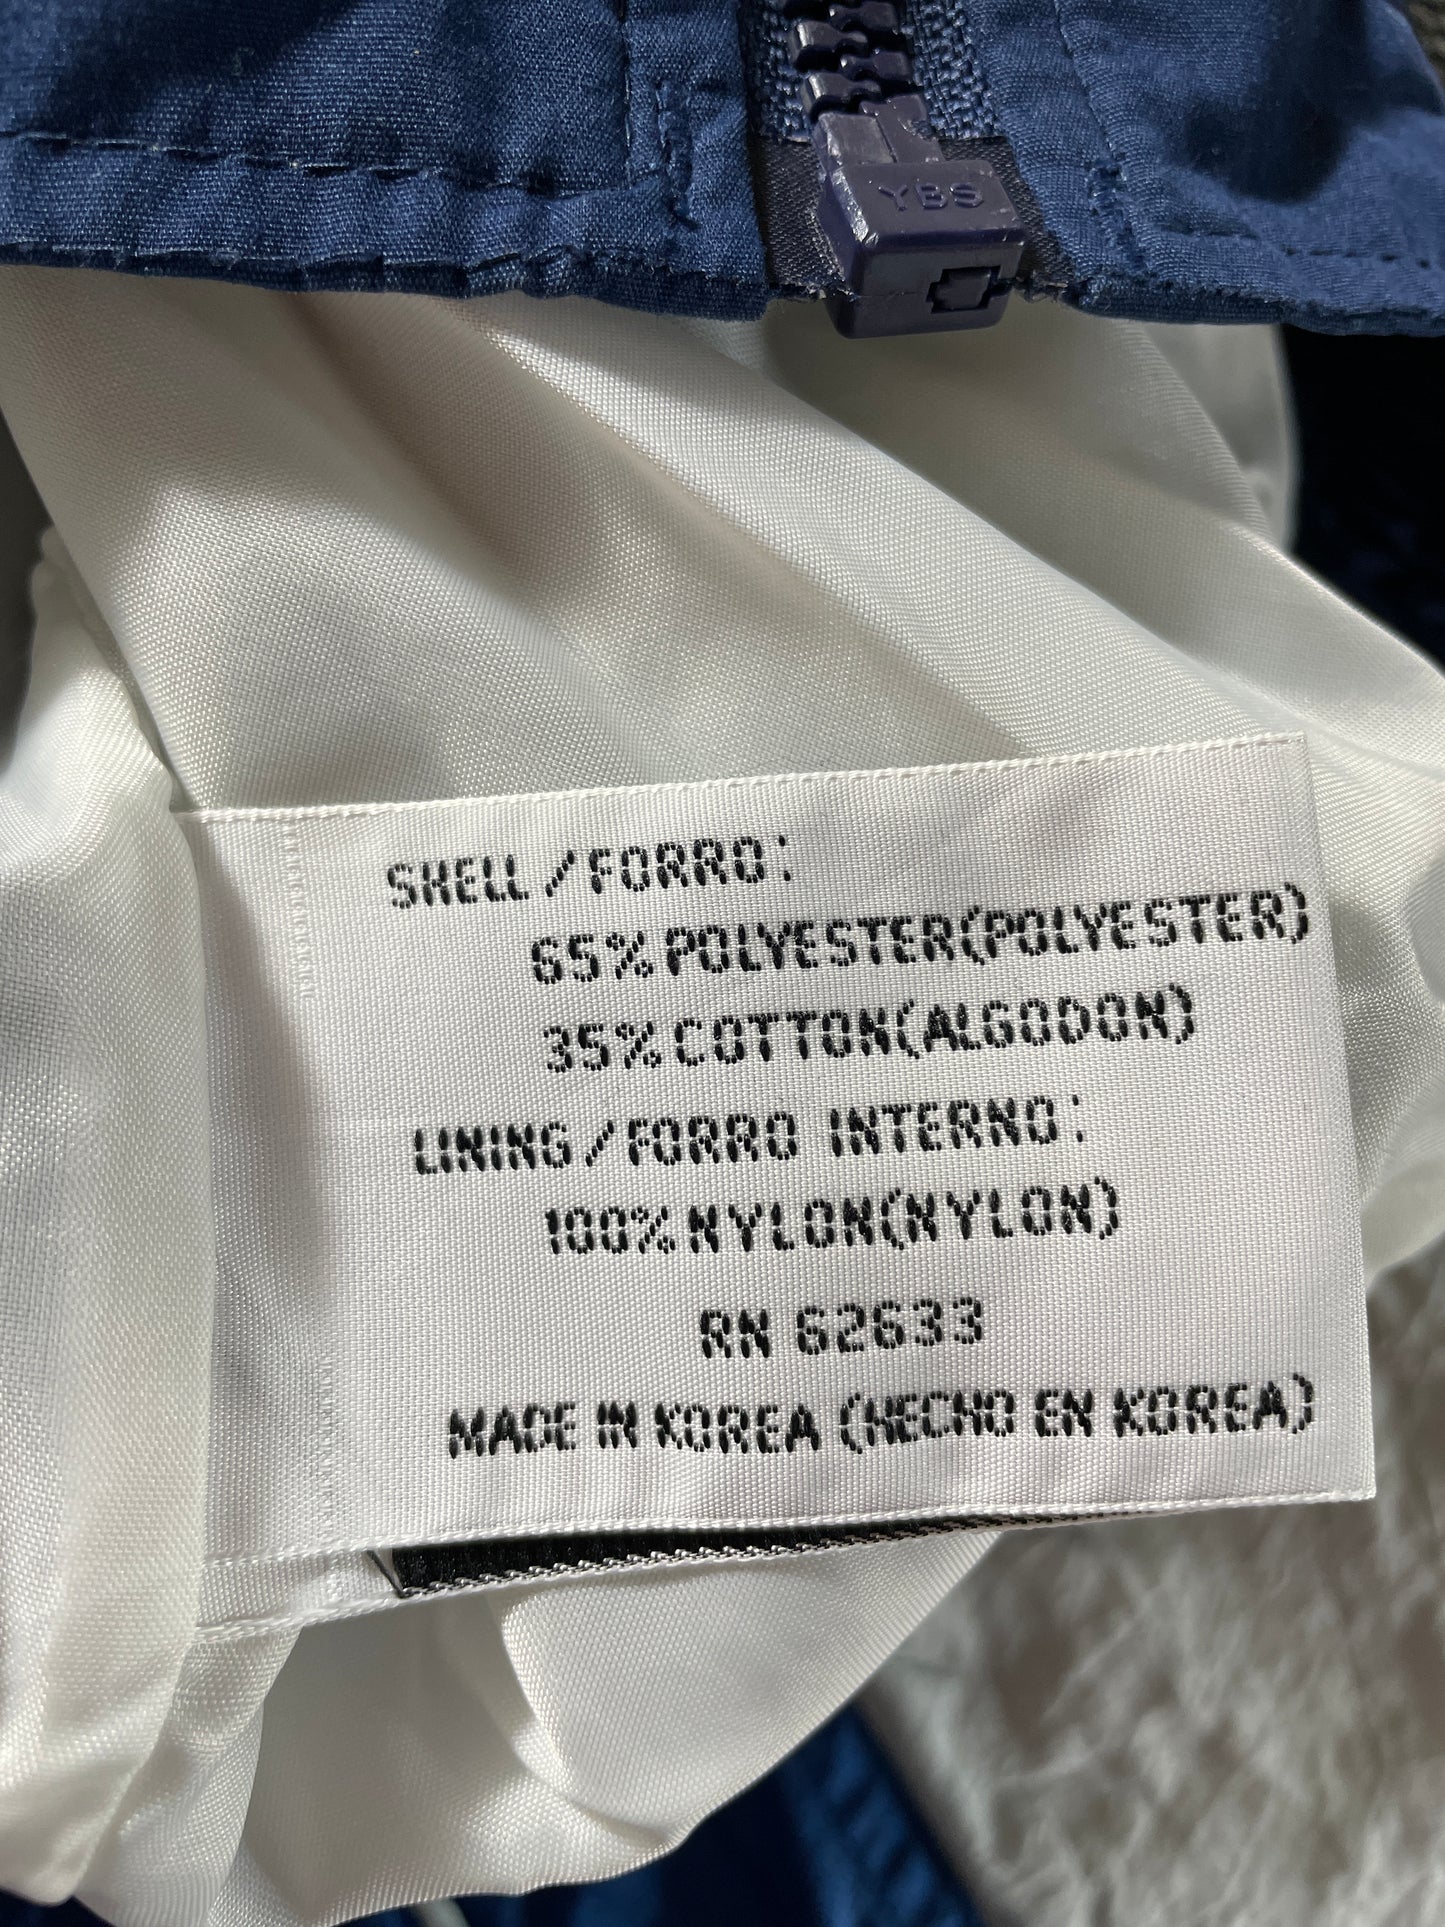 YBS
SHELL/FORRO:
65% POLYESTER(POLYESTER)
35% COTTON(ALGODON)
LINING/FORRO INTERNO:
100% NYLON(NYLON)
RN 62633
MADE IN KOREA (HECHO EN KOREA)